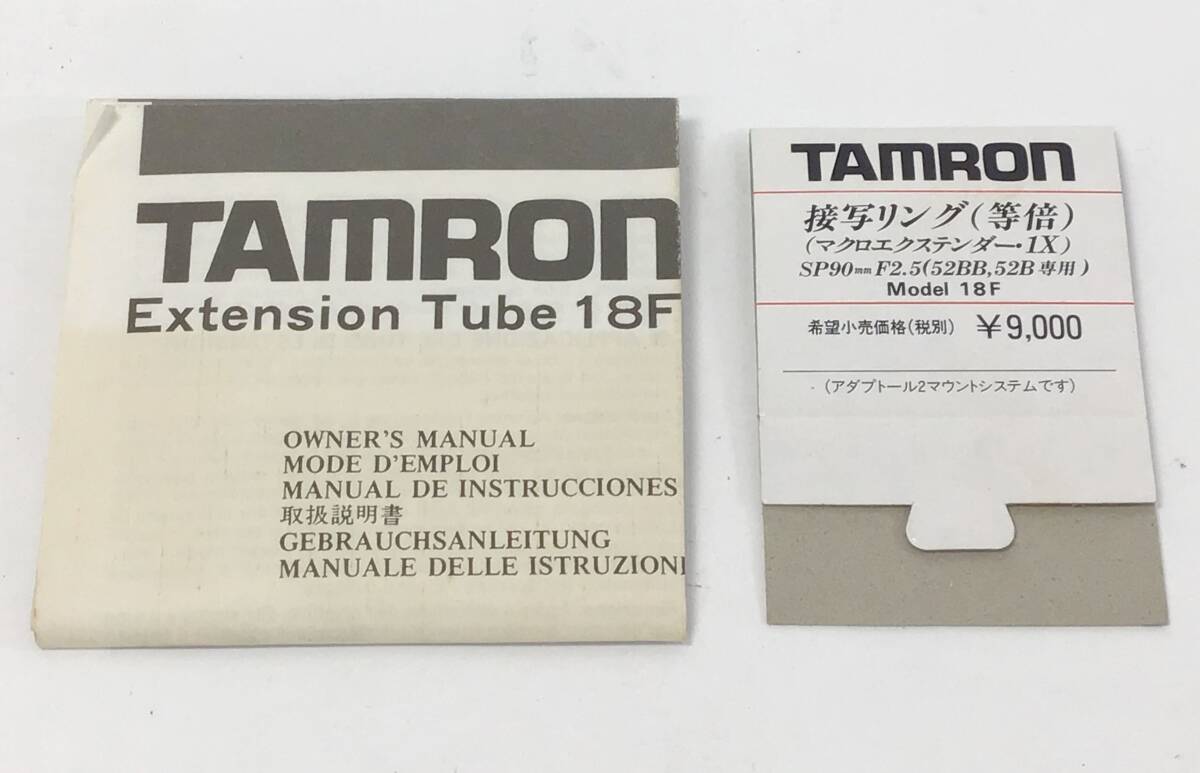 TAMRON
Extension Tube 18F
OWNER'S MANUAL
MODE D'EMPLOI
MANUAL DE INSTRUCCIONES
取扱説明書
GEBRAUCHSANLEITUNG
MANUALE DELLE ISTRUZIONI
TAMRON
接写リング(等倍)
(マクロエクステンダー・1X)
SP90mm F2.5(52BB,52B専用)
Model 18F
希望小売価格(税別) ¥9,000
(アダプトール2マウントシステムです)